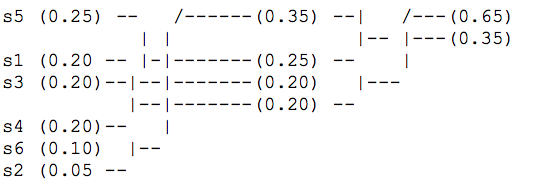 s5 (0.25) -- /------(0.35) --| /---(0.65)
| | |-- |---(0.35)
s1 (0.20 -- |-|-------(0.25) -- |
s3 (0.20)--|--|-------(0.20) |---
|--|-------(0.20) --
s4 (0.20)-- |
s6 (0.10) |--
s2 (0.05 --